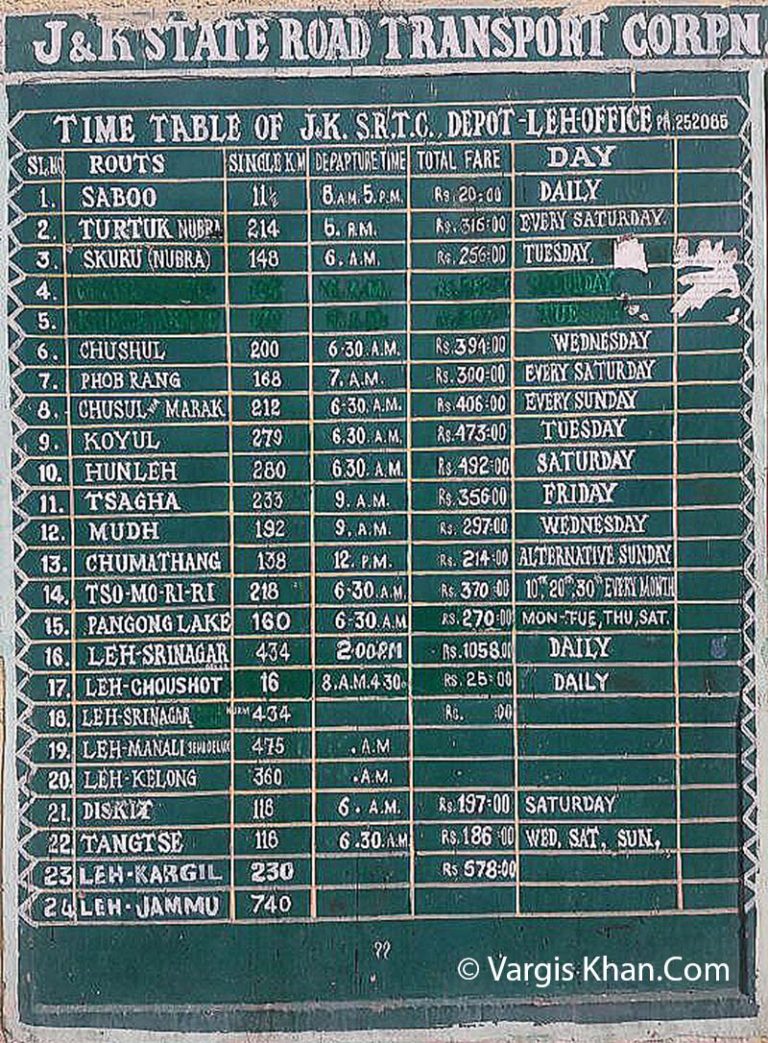 J&K STATE ROAD TRANSPORT CORPN.
TIME TABLE OF J&K. S.R.T.C., DEPOT-LEH-OFFICE PH.252085
SL.NO ROUTS SINGLE K.M DEPARTURE TIME TOTAL FARE DAY
1. SABOO 11½ 8.A.M. 5.P.M. Rs.20:00 DAILY
2. TURTUK NUBRA 214 6.A.M. Rs.316:00 EVERY SATURDAY.
3. SKURU (NUBRA) 148 6.A.M. Rs.256:00 TUESDAY,
4.
5.
6. CHUSHUL 200 6-30.A.M. Rs.394:00 WEDNESDAY
7. PHOB RANG 168 7.A.M. Rs.300:00 EVERY SATURDAY
8. CHUSUL MARAK 212 6-30.A.M. Rs.406:00 EVERY SUNDAY
9. KOYUL 279 6.30.A.M. Rs.473:00 TUESDAY
10. HUNLEH 280 6.30.A.M. Rs.492:00 SATURDAY
11. TSAGHA 233 9.A.M. Rs.356:00 FRIDAY
12. MUDH 192 9.A.M. Rs.297:00 WEDNESDAY
13. CHUMATHANG 138 12.P.M. Rs.214:00 ALTERNATIVE SUNDAY
14. TSO-MO-RI-RI 218 6-30.A.M Rs.370:00 10TH, 20TH, 30TH EVERY MONTH
15. PANGONG LAKE 160 6-30.A.M Rs.270:00 MON-TUE, THU, SAT.
16. LEH-SRINAGAR 434 2:00PM Rs.1058.00 DAILY
17. LEH-CHOUSHOT 16 8.A.M.4.30 Rs.25:00 DAILY
18. LEH-SRINAGAR 434 Rs. :00
19. LEH-MANALI SEMI DELUX 475 .A.M
20. LEH-KELONG 360 .A.M.
21. DISKIT 118 6.A.M. Rs.197:00 SATURDAY
22. TANGTSE 118 6.30.A.M. Rs.186:00 WED, SAT, SUN,
23 LEH-KARGIL 230 Rs 578:00
24 LEH-JAMMU 740
© Vargis Khan.Com